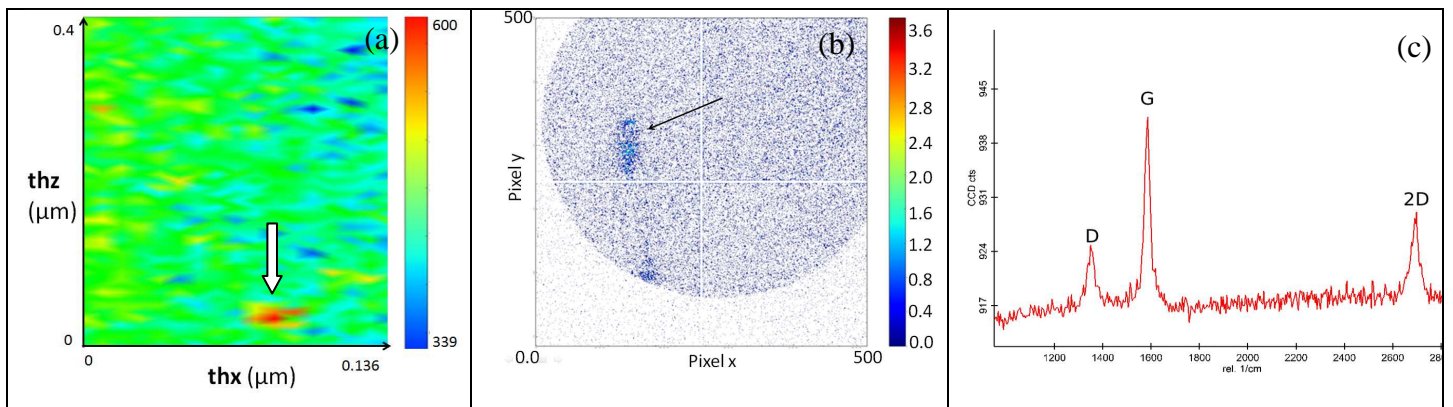 (a)
600
0.4
thz
(μm)
0
339
0
0.136
thx (μm)
(b)
500
3.6
3.2
2.8
2.4
2.0
1.6
1.2
0.8
0.4
0.0
Pixel y
0.0
Pixel x
500
(c)
945
938
931
924
917
CCD cts
D
G
2D
1200
1400
1600
1800
2000
2200
2400
2600
280
rel. 1/cm